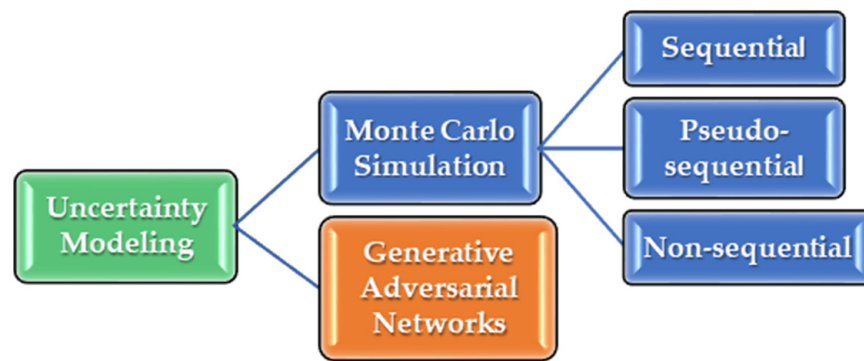 Uncertainty
Modeling
Monte Carlo
Simulation
Generative
Adversarial
Networks
Sequential
Pseudo-
sequential
Non-sequential